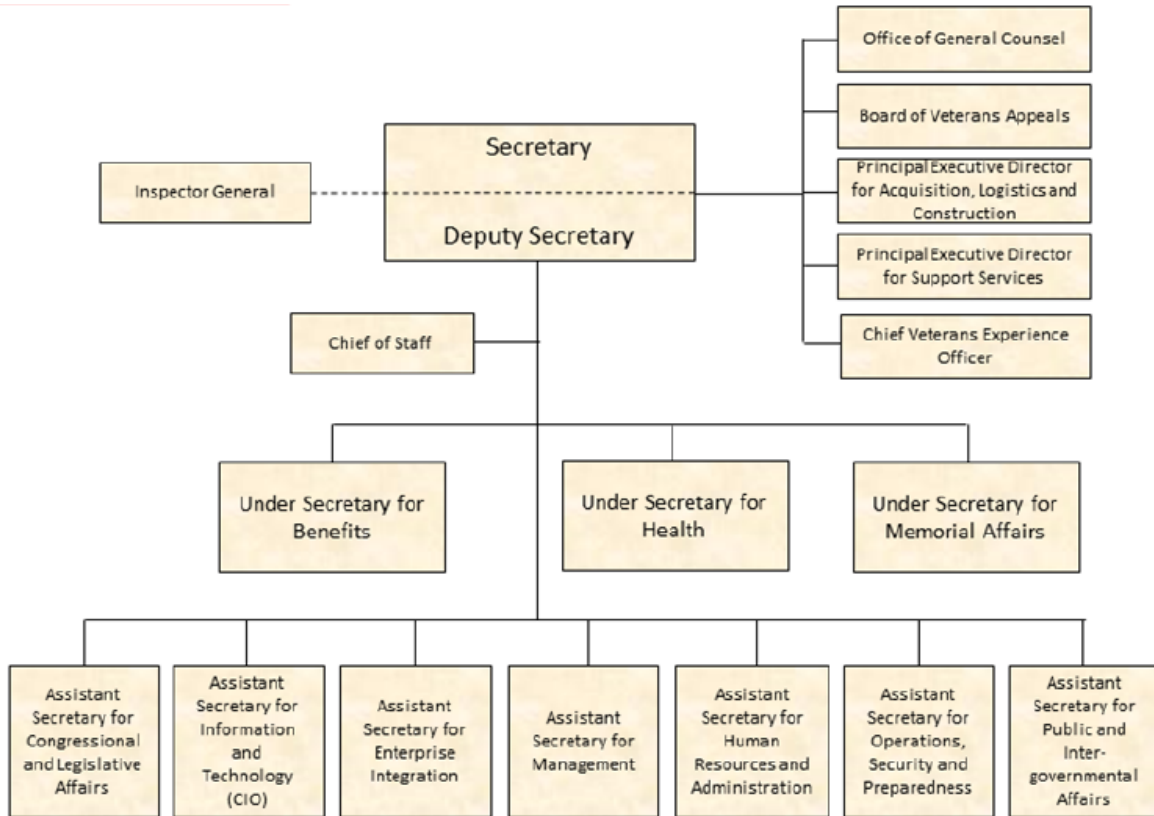 Office of General Counsel
Board of Veterans Appeals
Secretary
Principal Executive Director
for Acquisition, Logistics and
Construction
Inspector General
Deputy Secretary
Principal Executive Director
for Support Services
Chief of Staff
Chief Veterans Experience
Officer
Under Secretary for
Benefits
Under Secretary for
Health
Under Secretary for
Memorial Affairs
Assistant
Secretary for
Congressional
and Legislative
Affairs
Assistant
Secretary for
Information
and
Technology
(CIO)
Assistant
Secretary for
Enterprise
Integration
Assistant
Secretary for
Management
Assistant
Secretary for
Human
Resources and
Administration
Assistant
Secretary for
Operations,
Security and
Preparedness
Assistant
Secretary for
Public and
Inter-
governmental
Affairs